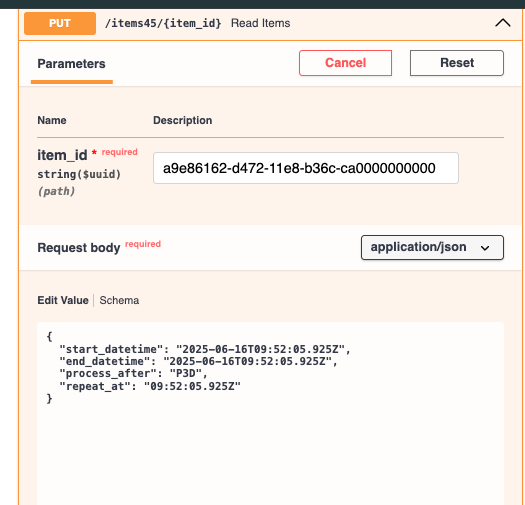 PUT /items45/{item_id} Read Items
Parameters Cancel Reset
Name Description
item_id * required
a9e86162-d472-11e8-b36c-ca0000000000
string($uuid)
(path)
Request body required application/json
Edit Value | Schema
{
  "start_datetime": "2025-06-16T09:52:05.925Z",
  "end_datetime": "2025-06-16T09:52:05.925Z",
  "process_after": "P3D",
  "repeat_at": "09:52:05.925Z"
}